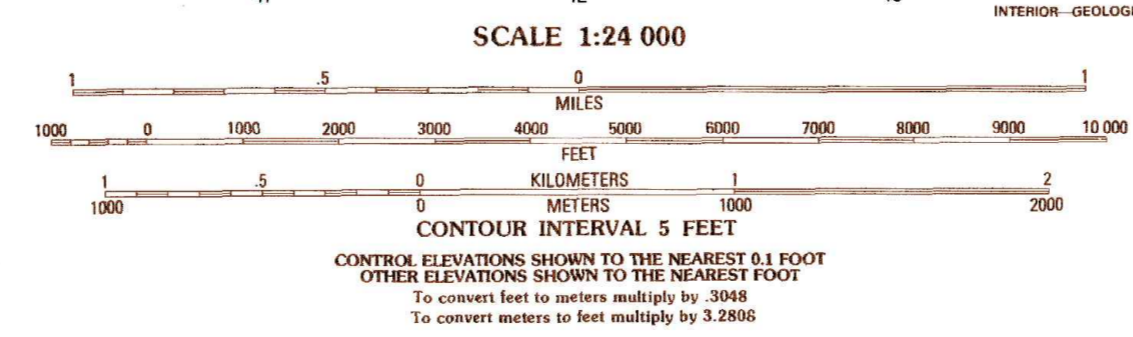 INTERIOR—GEOLOGI
SCALE 1:24 000
1 .5 0 1
MILES
1000 0 1000 2000 3000 4000 5000 6000 7000 8000 9000 10 000
FEET
1 .5 0 KILOMETERS 1 2
1000 0 METERS 1000 2000
CONTOUR INTERVAL 5 FEET
CONTROL ELEVATIONS SHOWN TO THE NEAREST 0.1 FOOT
OTHER ELEVATIONS SHOWN TO THE NEAREST FOOT
To convert feet to meters multiply by .3048
To convert meters to feet multiply by 3.2808